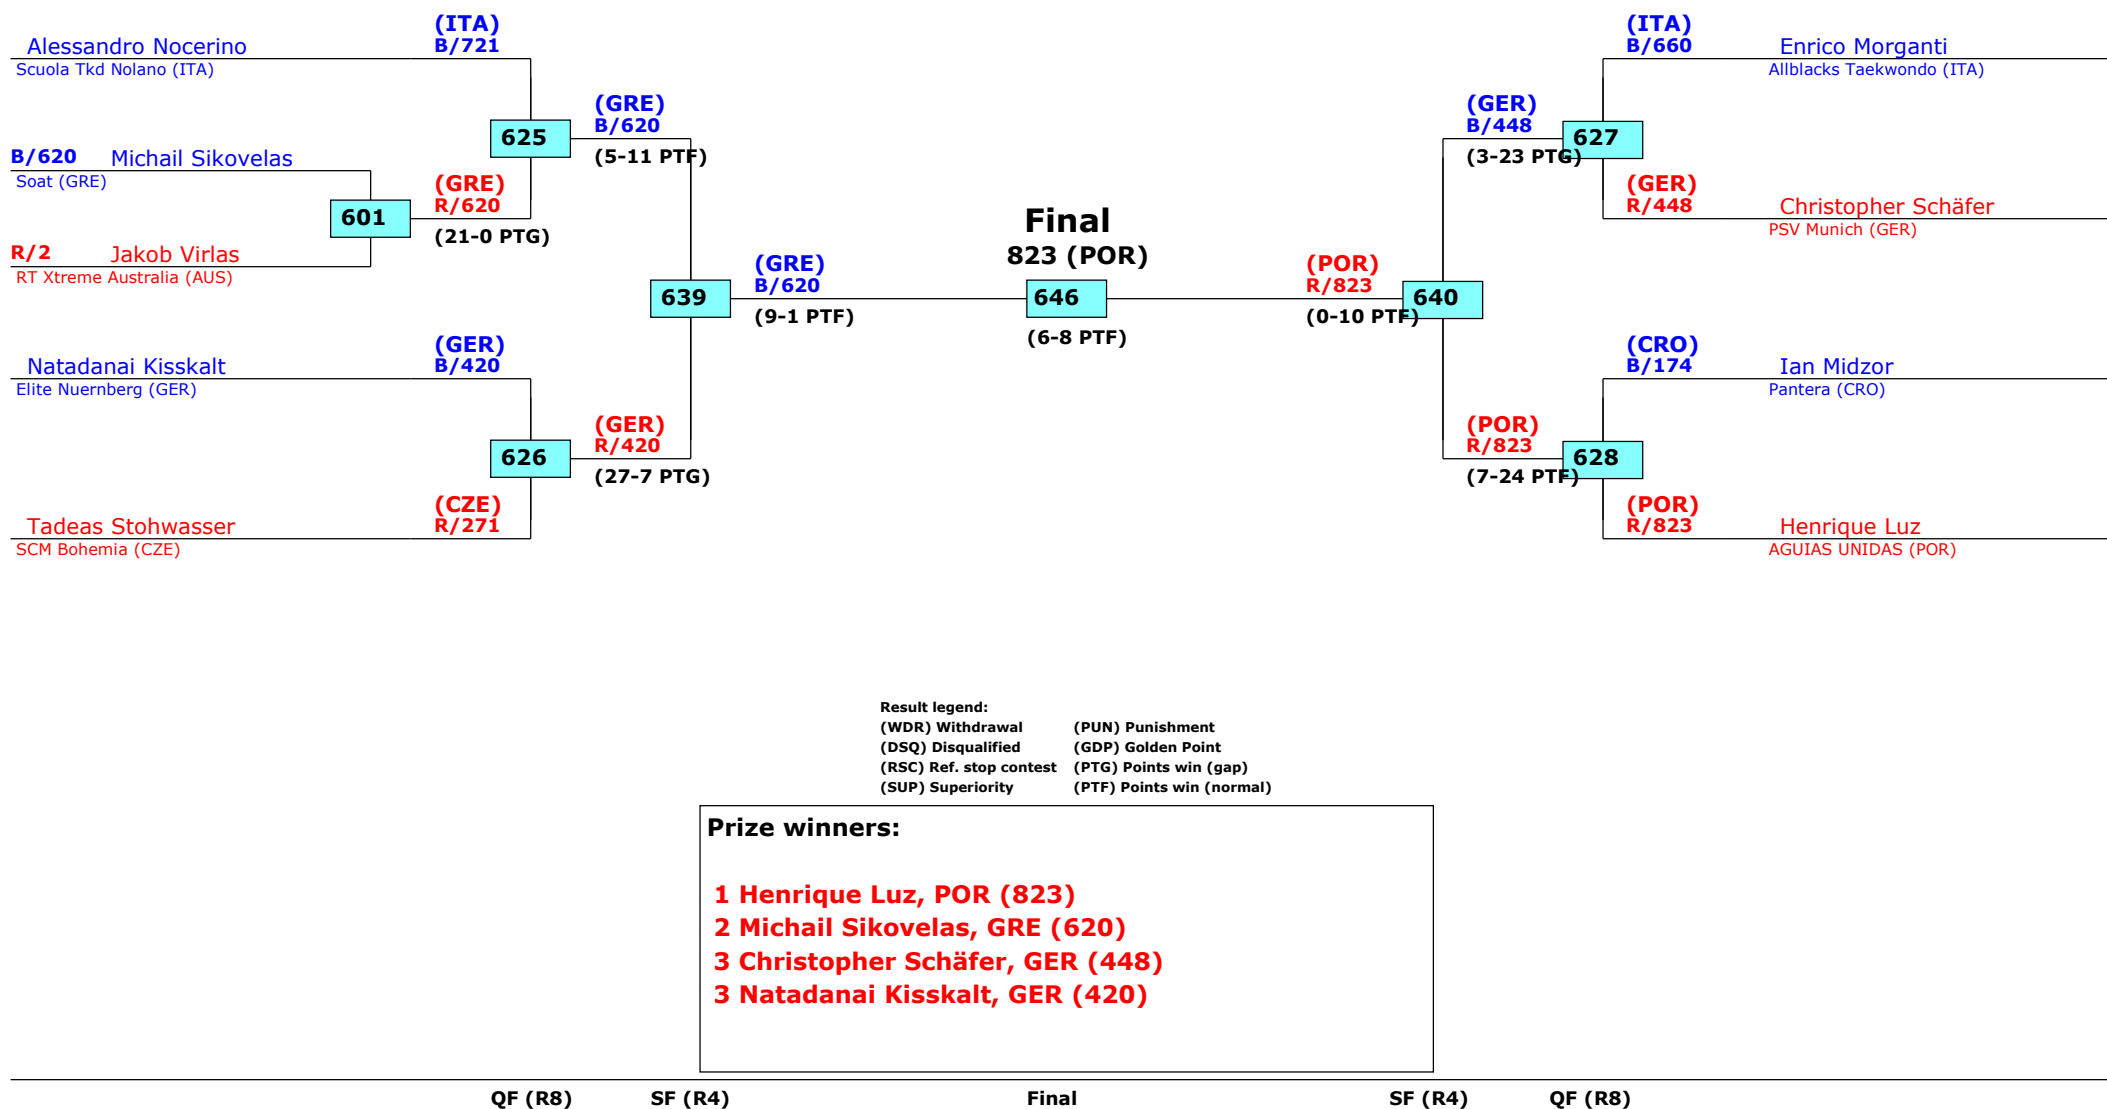 (ITA)
B/721
Alessandro Nocerino
Scuola Tkd Nolano (ITA)
625
(GRE)
B/620
(5-11 PTF)
B/620 Michail Sikovelas
Soat (GRE)
601
(GRE)
R/620
(21-0 PTG)
R/2 Jakob Virlas
RT Xtreme Australia (AUS)
639
(GRE)
B/620
(9-1 PTF)
(GER)
B/420
Natadanai Kisskalt
Elite Nuernberg (GER)
626
(GER)
R/420
(27-7 PTG)
(CZE)
R/271
Tadeas Stohwasser
SCM Bohemia (CZE)
Final
823 (POR)
646
(6-8 PTF)
(ITA)
B/660
Enrico Morganti
Allblacks Taekwondo (ITA)
(GER)
B/448
(3-23 PTG)
627
(GER)
R/448
Christopher Schäfer
PSV Munich (GER)
(POR)
R/823
(0-10 PTF)
640
(CRO)
B/174
Ian Midzor
Pantera (CRO)
(POR)
R/823
(7-24 PTF)
628
(POR)
R/823
Henrique Luz
AGUIAS UNIDAS (POR)
Result legend:
(WDR) Withdrawal (PUN) Punishment
(DSQ) Disqualified (GDP) Golden Point
(RSC) Ref. stop contest (PTG) Points win (gap)
(SUP) Superiority (PTF) Points win (normal)
Prize winners:
1 Henrique Luz, POR (823)
2 Michail Sikovelas, GRE (620)
3 Christopher Schäfer, GER (448)
3 Natadanai Kisskalt, GER (420)
QF (R8) SF (R4) Final SF (R4) QF (R8)